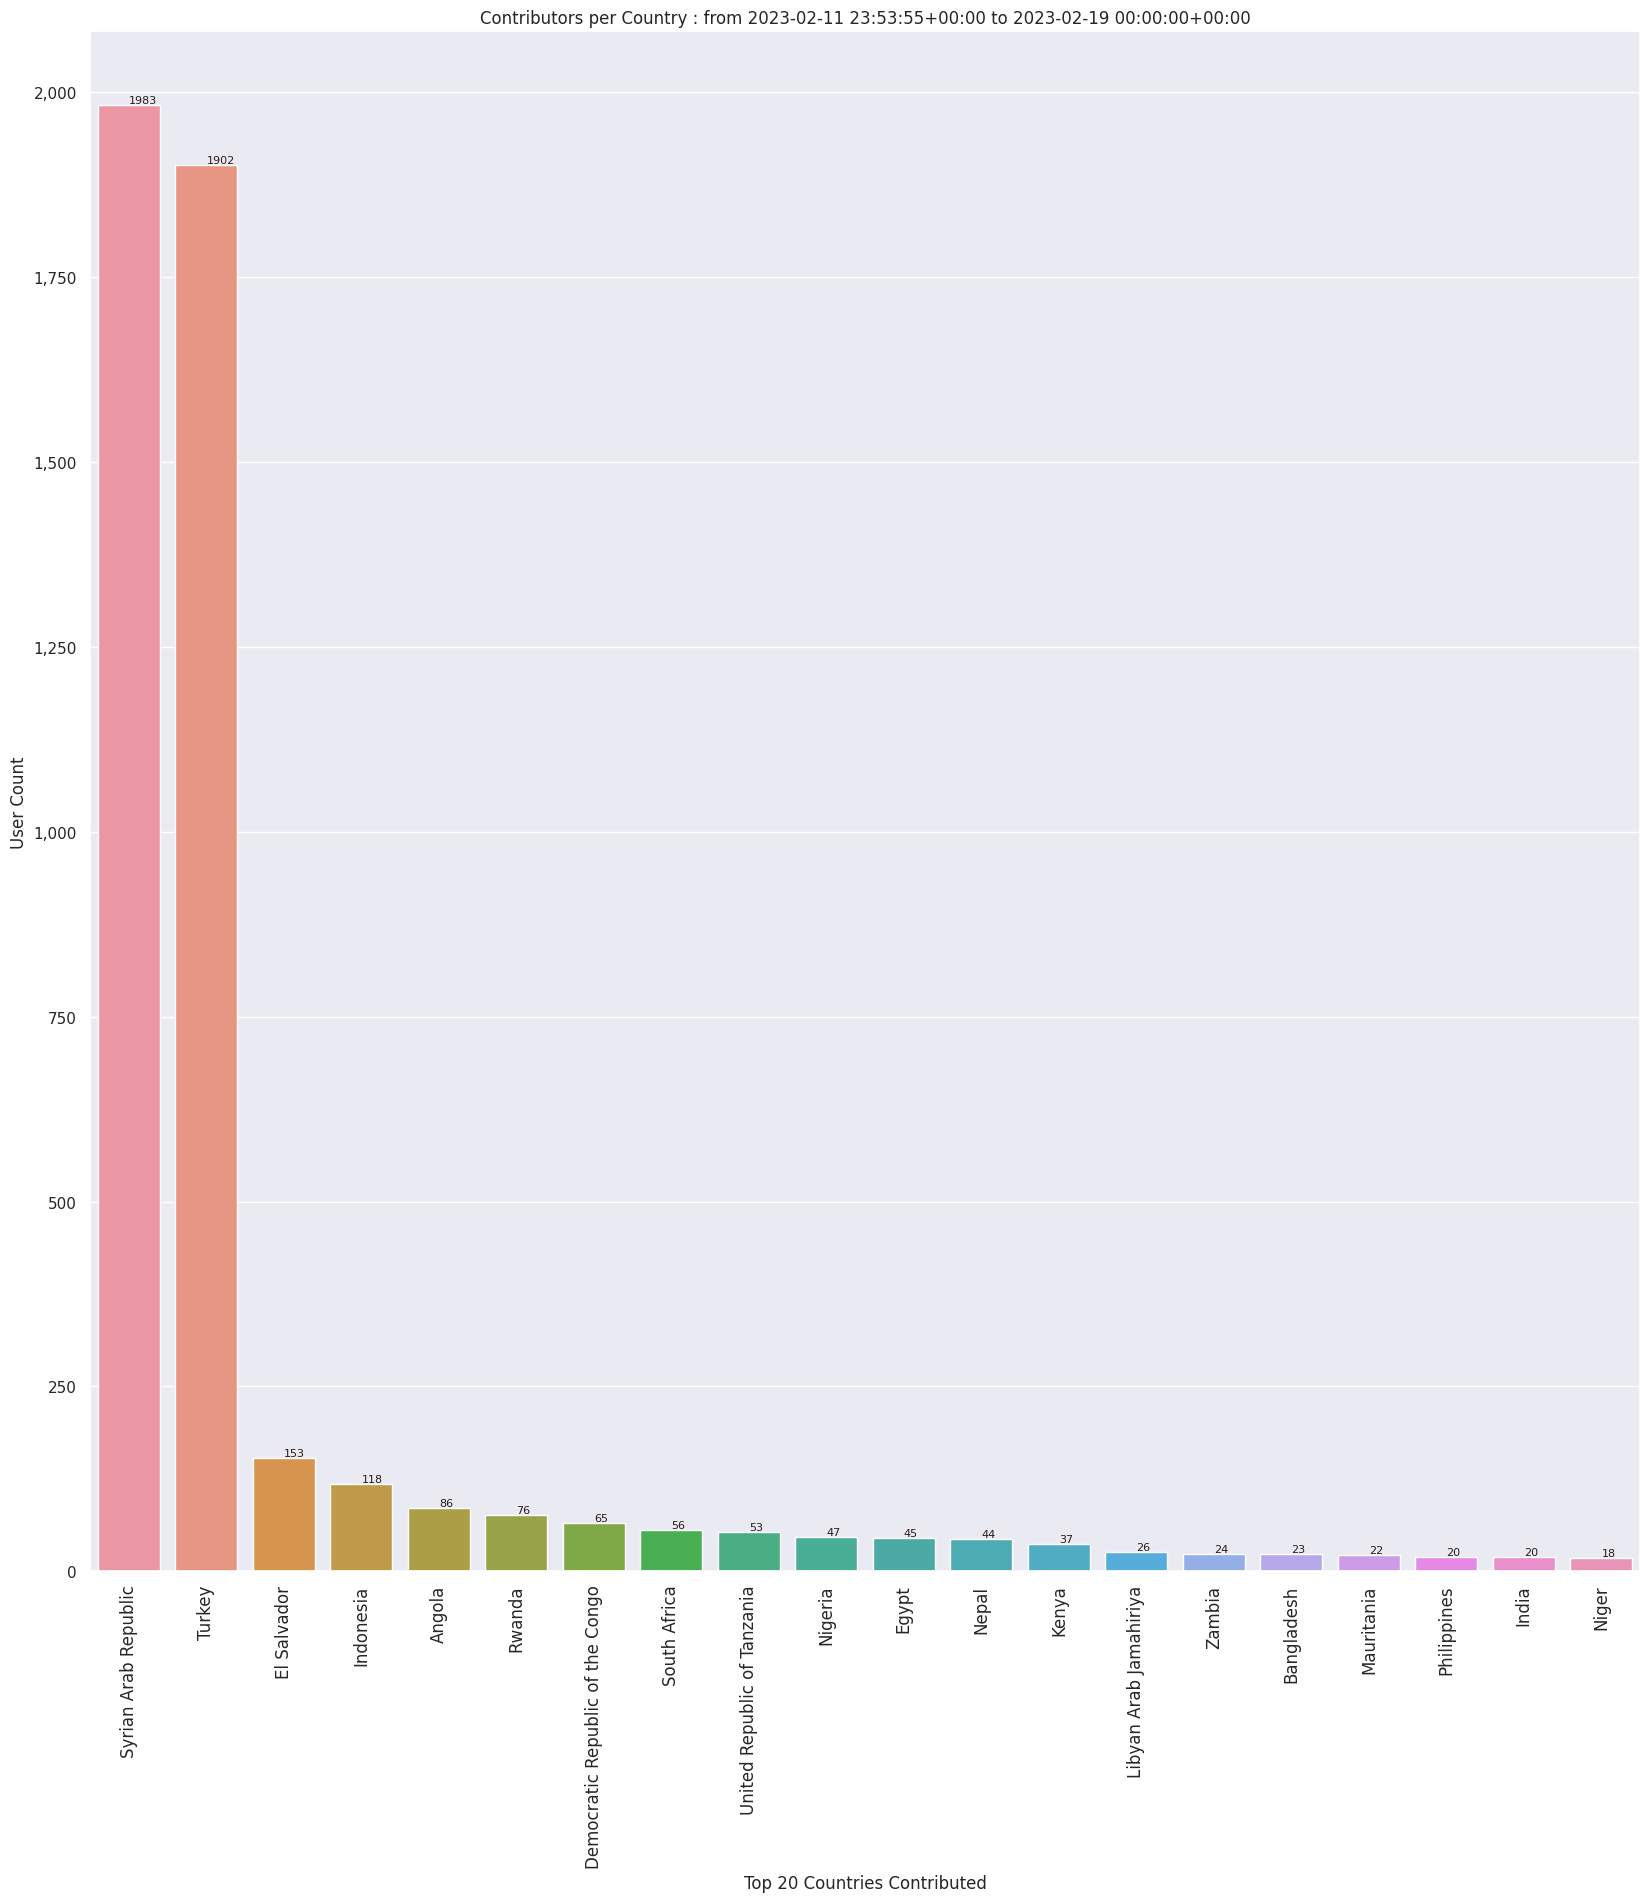 Contributors per Country : from 2023-02-11 23:53:55+00:00 to 2023-02-19 00:00:00+00:00
User Count
2,000
1,750
1,500
1,250
1,000
750
500
250
0
1983
1902
153
118
86
76
65
56
53
47
45
44
37
26
24
23
22
20
20
18
Syrian Arab Republic
Turkey
El Salvador
Indonesia
Angola
Rwanda
Democratic Republic of the Congo
South Africa
United Republic of Tanzania
Nigeria
Egypt
Nepal
Kenya
Libyan Arab Jamahiriya
Zambia
Bangladesh
Mauritania
Philippines
India
Niger
Top 20 Countries Contributed